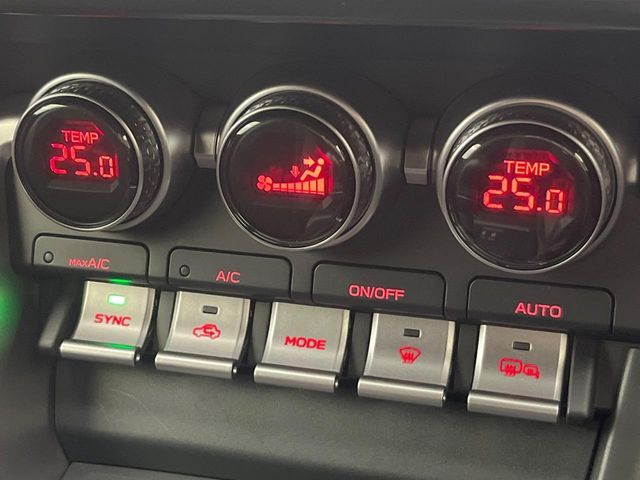 TEMP
25.0
TEMP
25.0
MAX A/C
A/C
ON/OFF
AUTO
SYNC
MODE